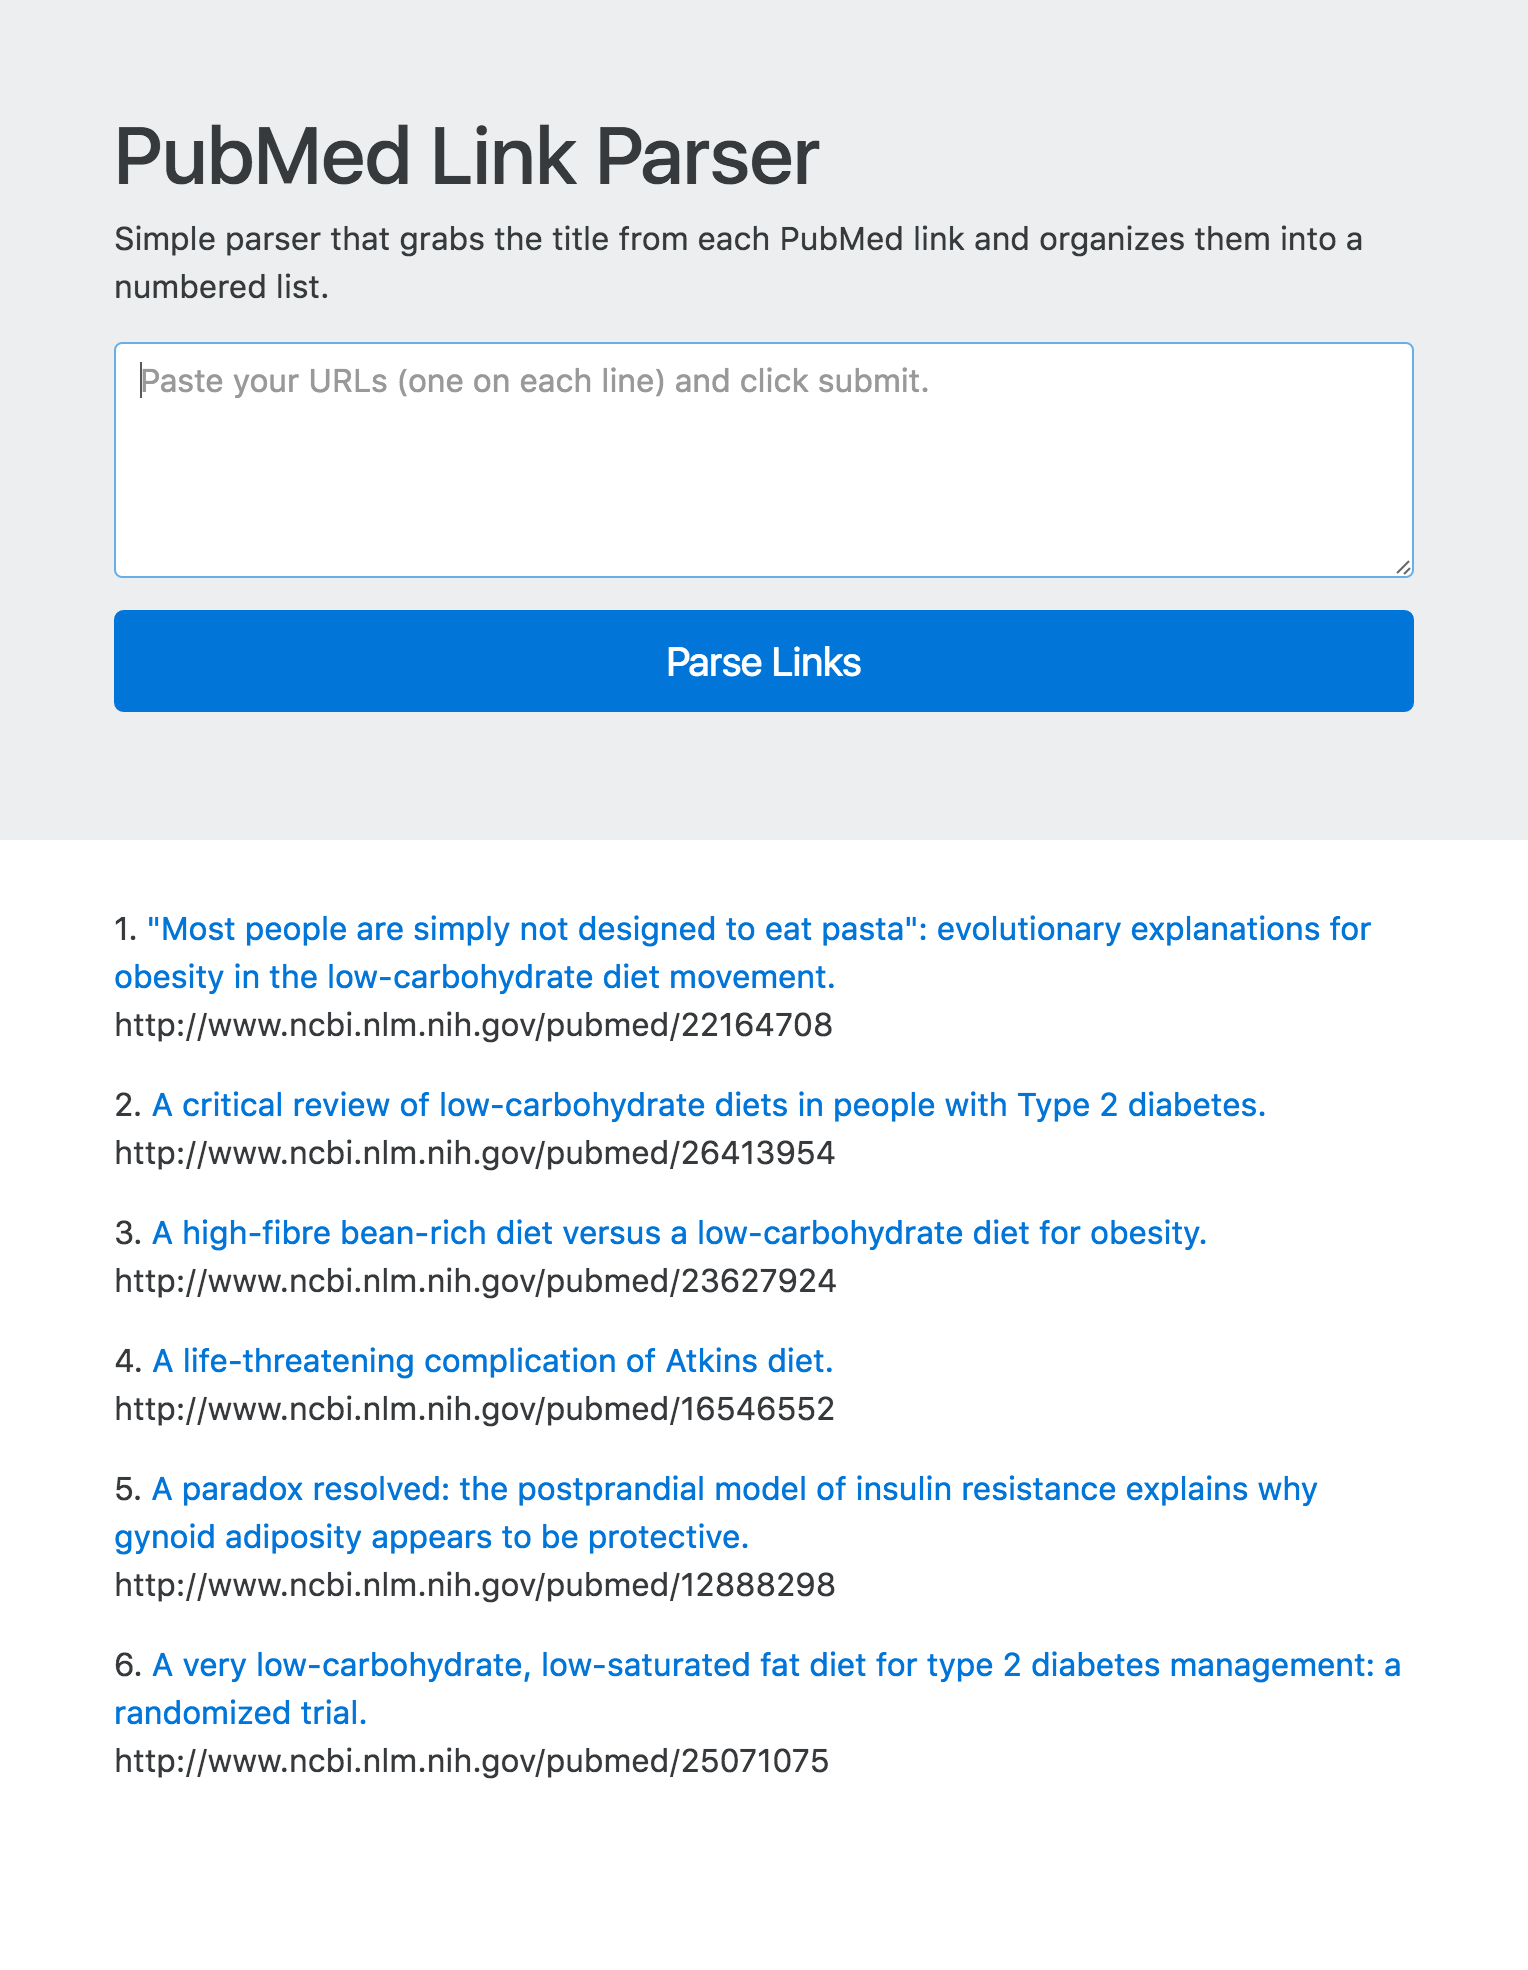 PubMed Link Parser
Simple parser that grabs the title from each PubMed link and organizes them into a
numbered list.
Paste your URLs (one on each line) and click submit.
Parse Links
1. "Most people are simply not designed to eat pasta": evolutionary explanations for
obesity in the low-carbohydrate diet movement.
http://www.ncbi.nlm.nih.gov/pubmed/22164708
2. A critical review of low-carbohydrate diets in people with Type 2 diabetes.
http://www.ncbi.nlm.nih.gov/pubmed/26413954
3. A high-fibre bean-rich diet versus a low-carbohydrate diet for obesity.
http://www.ncbi.nlm.nih.gov/pubmed/23627924
4. A life-threatening complication of Atkins diet.
http://www.ncbi.nlm.nih.gov/pubmed/16546552
5. A paradox resolved: the postprandial model of insulin resistance explains why
gynoid adiposity appears to be protective.
http://www.ncbi.nlm.nih.gov/pubmed/12888298
6. A very low-carbohydrate, low-saturated fat diet for type 2 diabetes management: a
randomized trial.
http://www.ncbi.nlm.nih.gov/pubmed/25071075